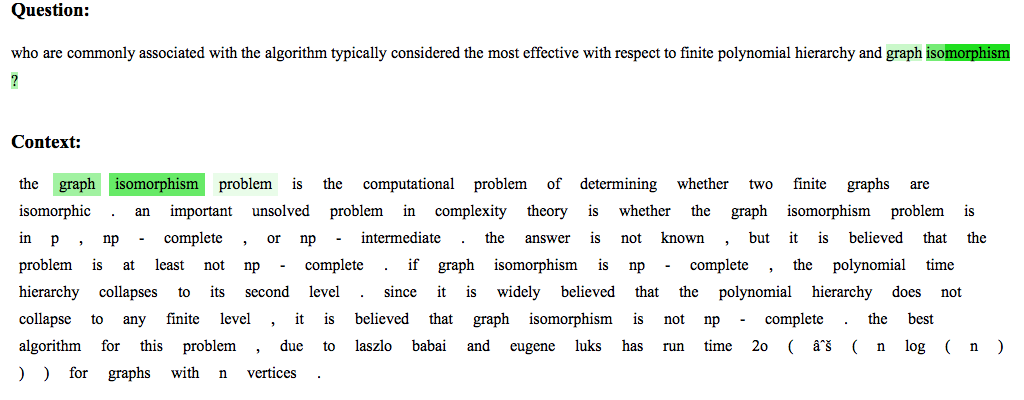 Question:
who are commonly associated with the algorithm typically considered the most effective with respect to finite polynomial hierarchy and graph isomorphism
?
Context:
the graph isomorphism problem is the computational problem of determining whether two finite graphs are
isomorphic . an important unsolved problem in complexity theory is whether the graph isomorphism problem is
in p , np - complete , or np - intermediate . the answer is not known , but it is believed that the
problem is at least not np - complete . if graph isomorphism is np - complete , the polynomial time
hierarchy collapses to its second level . since it is widely believed that the polynomial hierarchy does not
collapse to any finite level , it is believed that graph isomorphism is not np - complete . the best
algorithm for this problem , due to laszlo babai and eugene luks has run time 2o ( âˆš ( n log ( n )
) ) for graphs with n vertices .